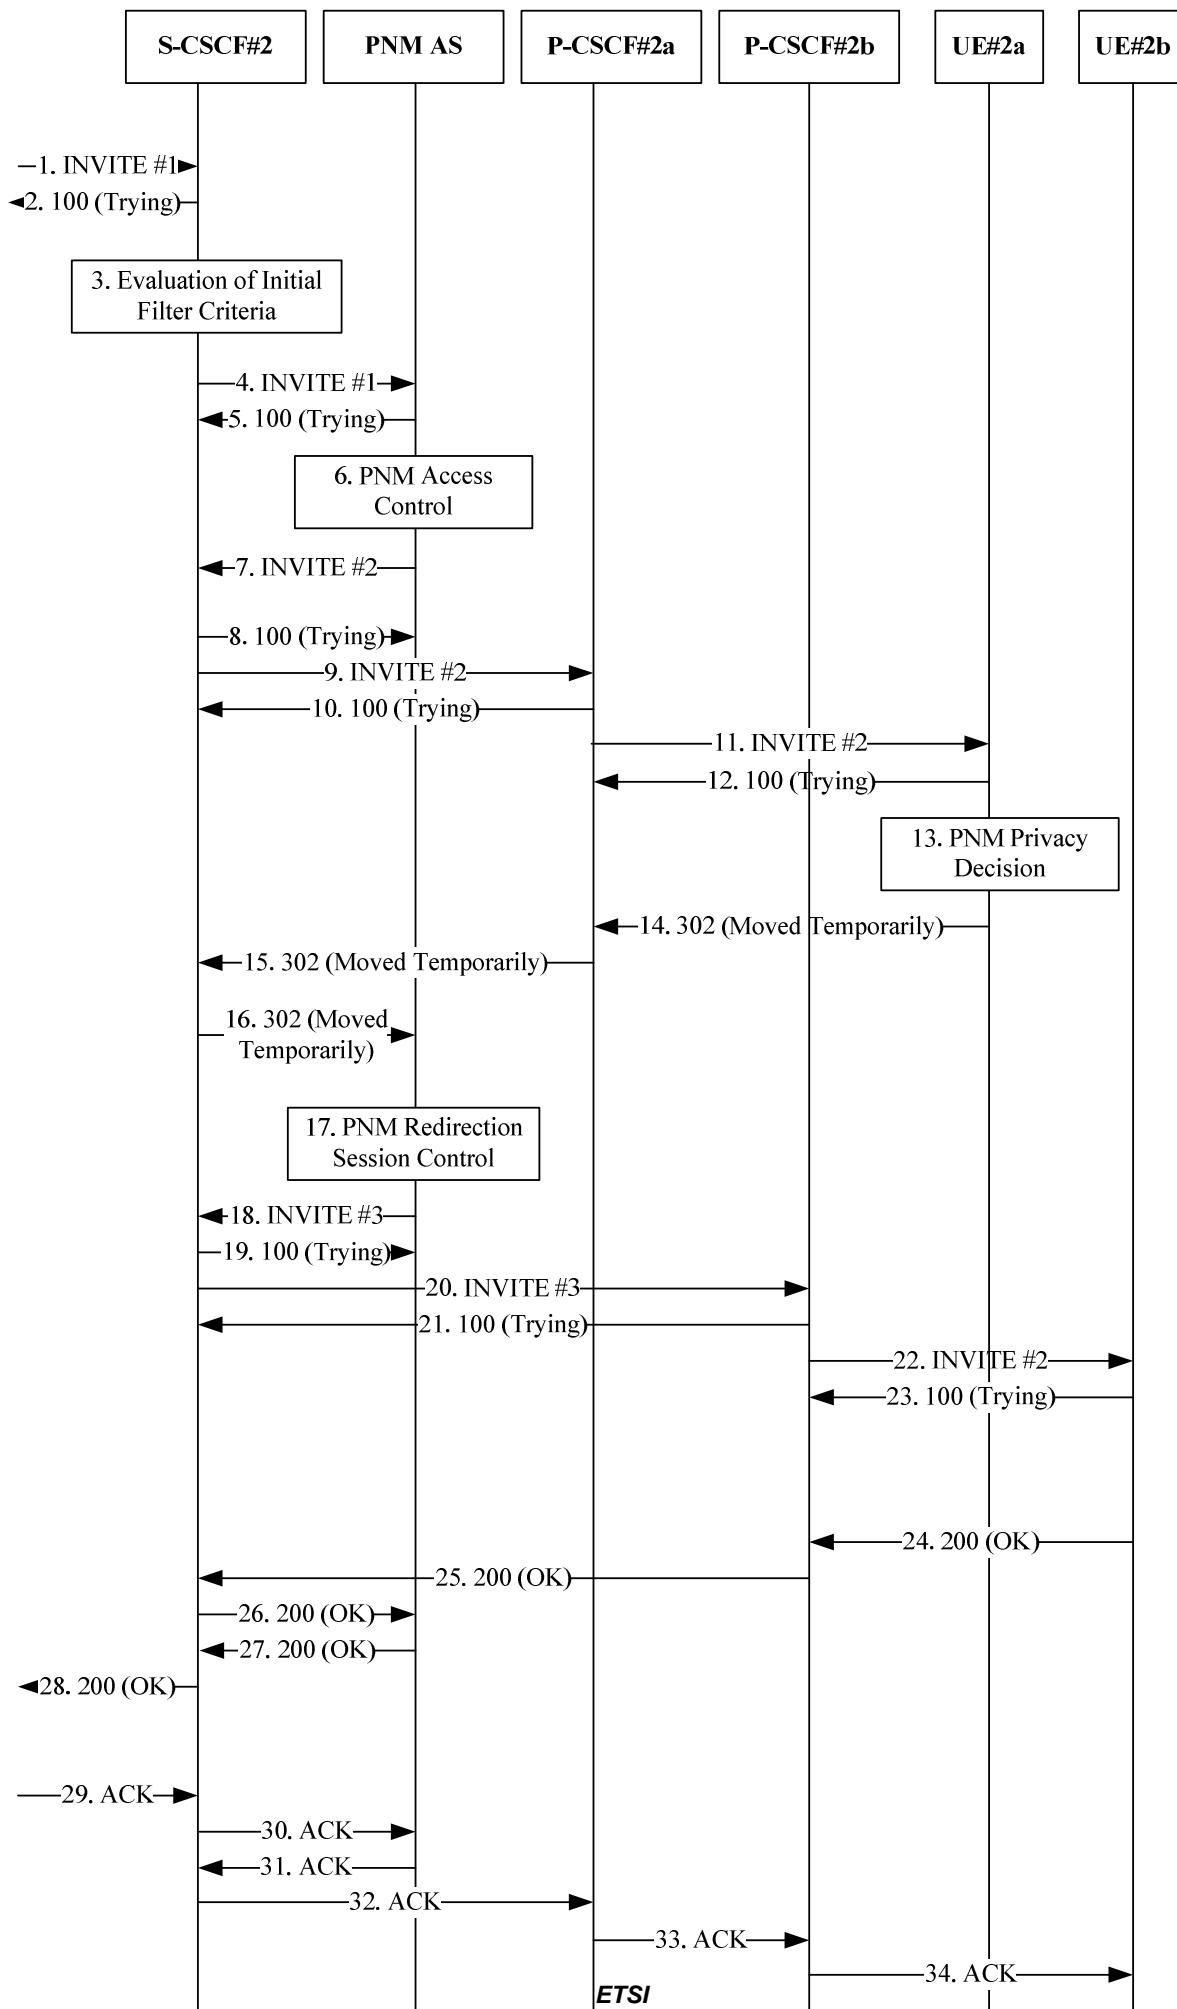 S-CSCF#2
PNM AS
P-CSCF#2a
P-CSCF#2b
UE#2a
UE#2b
1. INVITE #1
2. 100 (Trying)
3. Evaluation of Initial
Filter Criteria
4. INVITE #1
5. 100 (Trying)
6. PNM Access
Control
7. INVITE #2
8. 100 (Trying)
9. INVITE #2
10. 100 (Trying)
11. INVITE #2
12. 100 (Trying)
13. PNM Privacy
Decision
14. 302 (Moved Temporarily)
15. 302 (Moved Temporarily)
16. 302 (Moved
Temporarily)
17. PNM Redirection
Session Control
18. INVITE #3
19. 100 (Trying)
20. INVITE #3
21. 100 (Trying)
22. INVITE #2
23. 100 (Trying)
24. 200 (OK)
25. 200 (OK)
26. 200 (OK)
27. 200 (OK)
28. 200 (OK)
29. ACK
30. ACK
31. ACK
32. ACK
33. ACK
34. ACK
ETSI